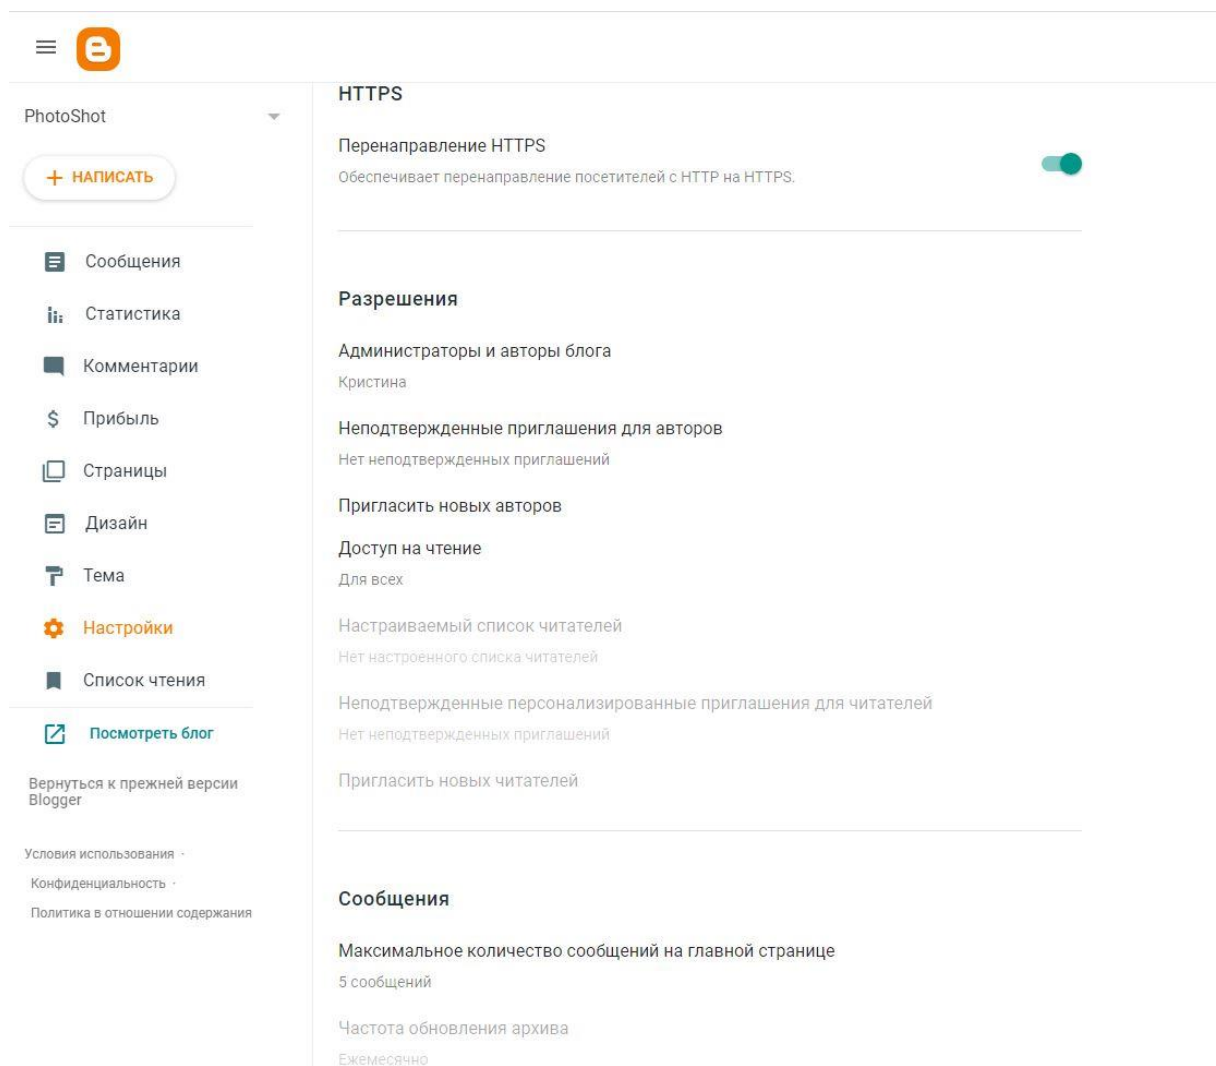 PhotoShot
+ НАПИСАТЬ
Сообщения
Статистика
Комментарии
Прибыль
Страницы
Дизайн
Тема
Настройки
Список чтения
Посмотреть блог
Вернуться к прежней версии
Blogger
Условия использования ·
Конфиденциальность ·
Политика в отношении содержания
HTTPS
Перенаправление HTTPS
Обеспечивает перенаправление посетителей с HTTP на HTTPS.
Разрешения
Администраторы и авторы блога
Кристина
Неподтвержденные приглашения для авторов
Нет неподтвержденных приглашений
Пригласить новых авторов
Доступ на чтение
Для всех
Настраиваемый список читателей
Нет настроенного списка читателей
Неподтвержденные персонализированные приглашения для читателей
Нет неподтвержденных приглашений
Пригласить новых читателей
Сообщения
Максимальное количество сообщений на главной странице
5 сообщений
Частота обновления архива
Ежемесячно